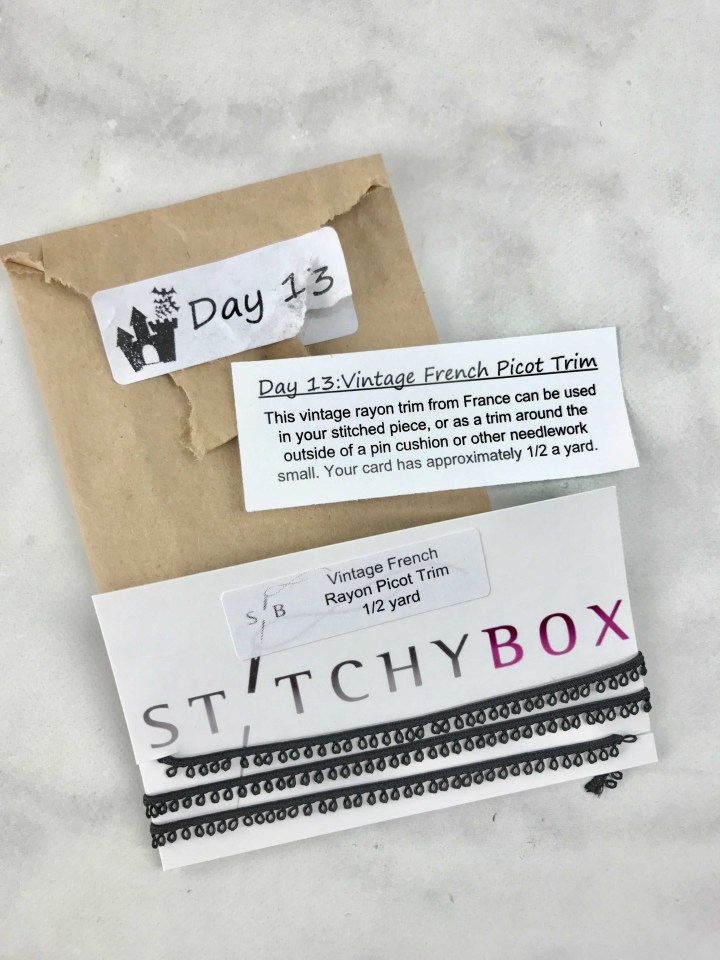 Day 13
Day 13:Vintage French Picot Trim
This vintage rayon trim from France can be used
in your stitched piece, or as a trim around the
outside of a pin cushion or other needlework
small. Your card has approximately 1/2 a yard.
S B
Vintage French
Rayon Picot Trim
1/2 yard
STITCHYBOX